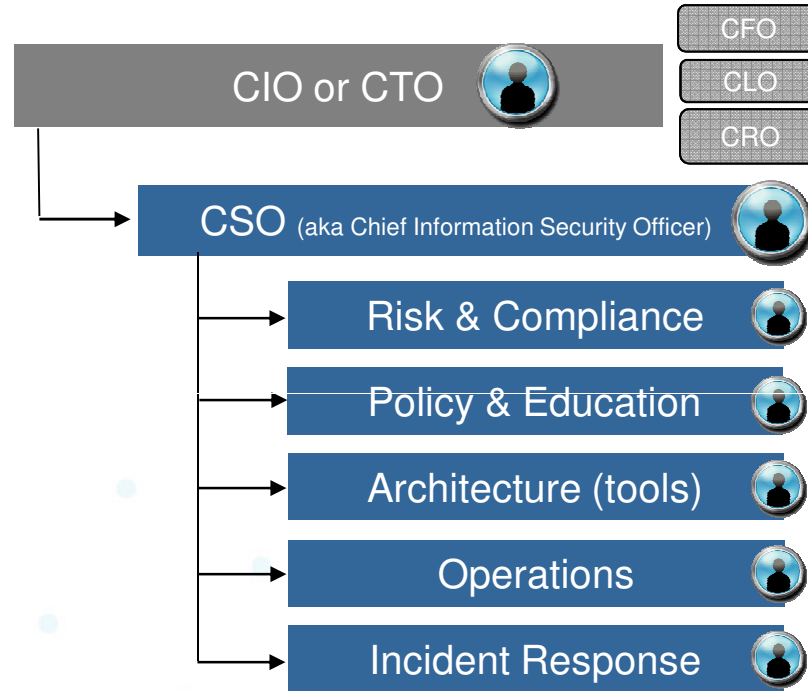 CFO
CIO or CTO
CLO
CRO
CSO (aka Chief Information Security Officer)
Risk & Compliance
Policy & Education
Architecture (tools)
Operations
Incident Response